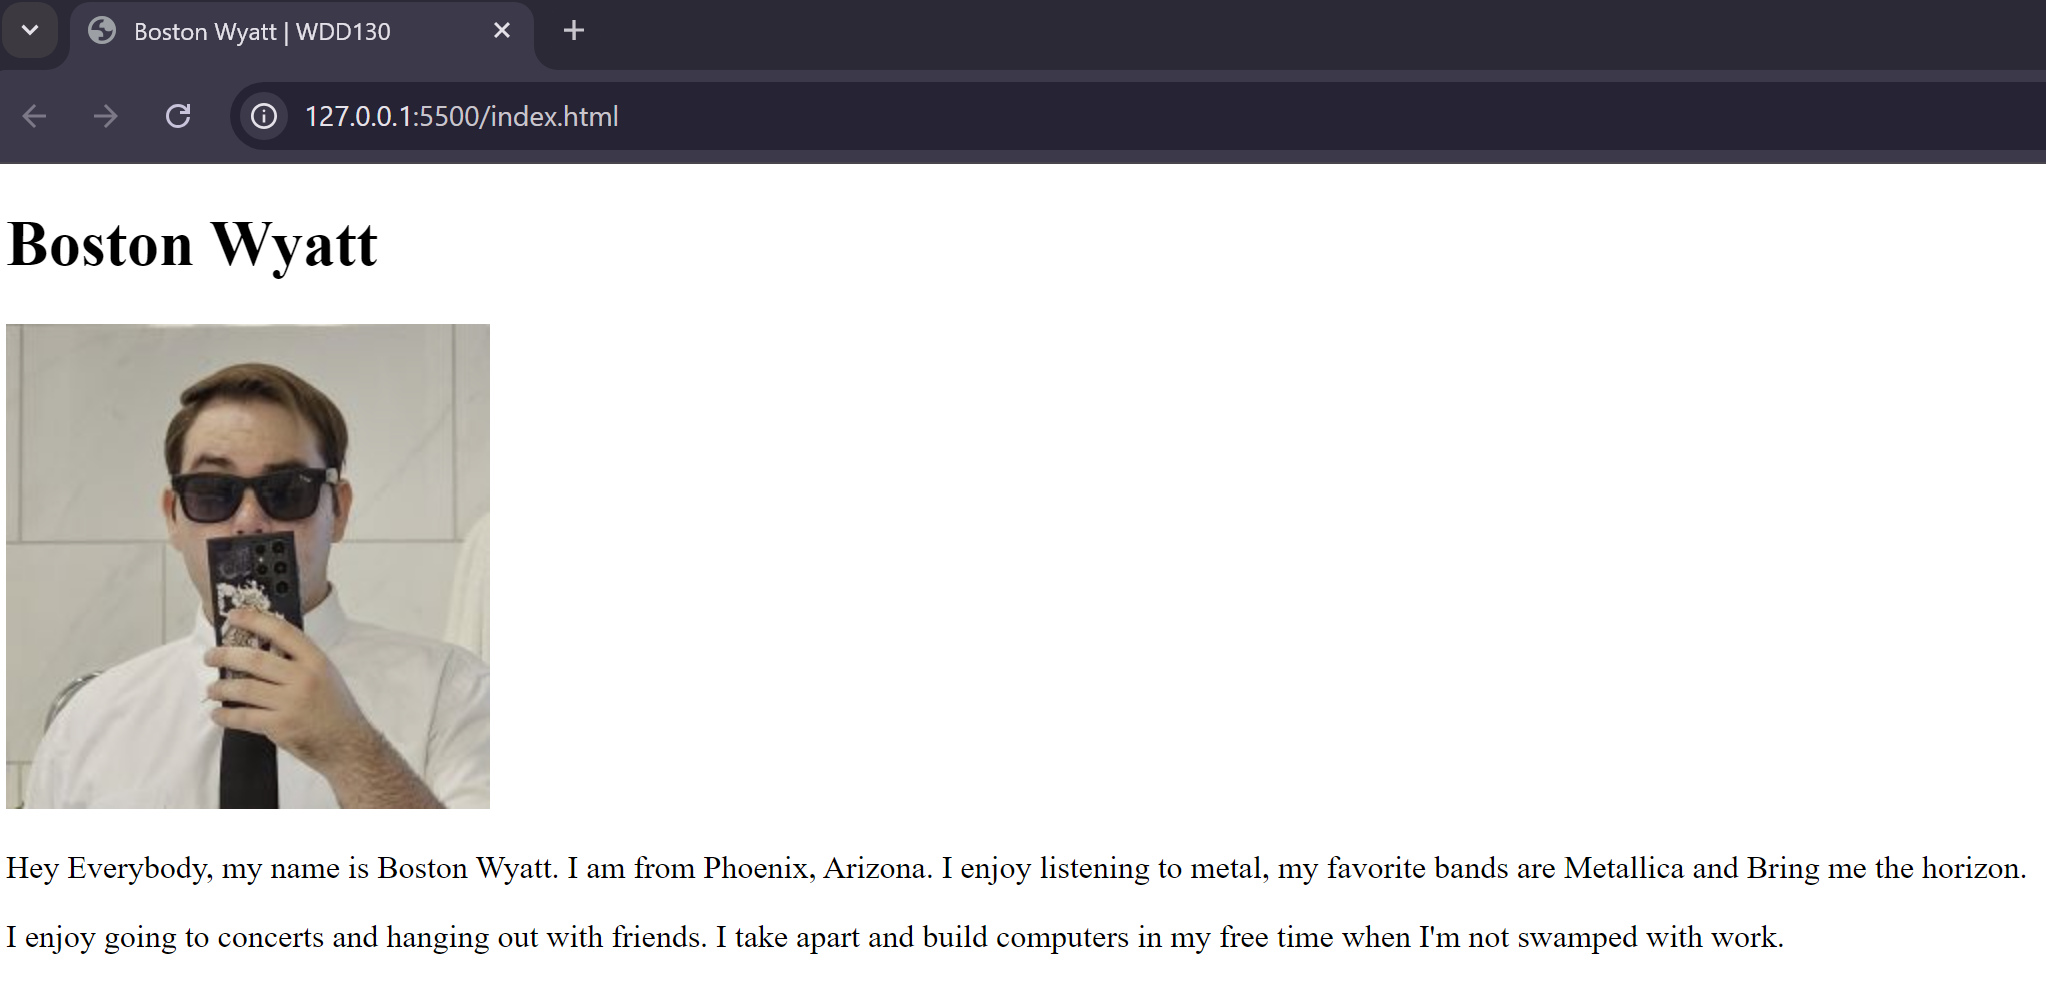 Boston Wyatt | WDD130
127.0.0.1:5500/index.html
Boston Wyatt
Hey Everybody, my name is Boston Wyatt. I am from Phoenix, Arizona. I enjoy listening to metal, my favorite bands are Metallica and Bring me the horizon.
I enjoy going to concerts and hanging out with friends. I take apart and build computers in my free time when I'm not swamped with work.